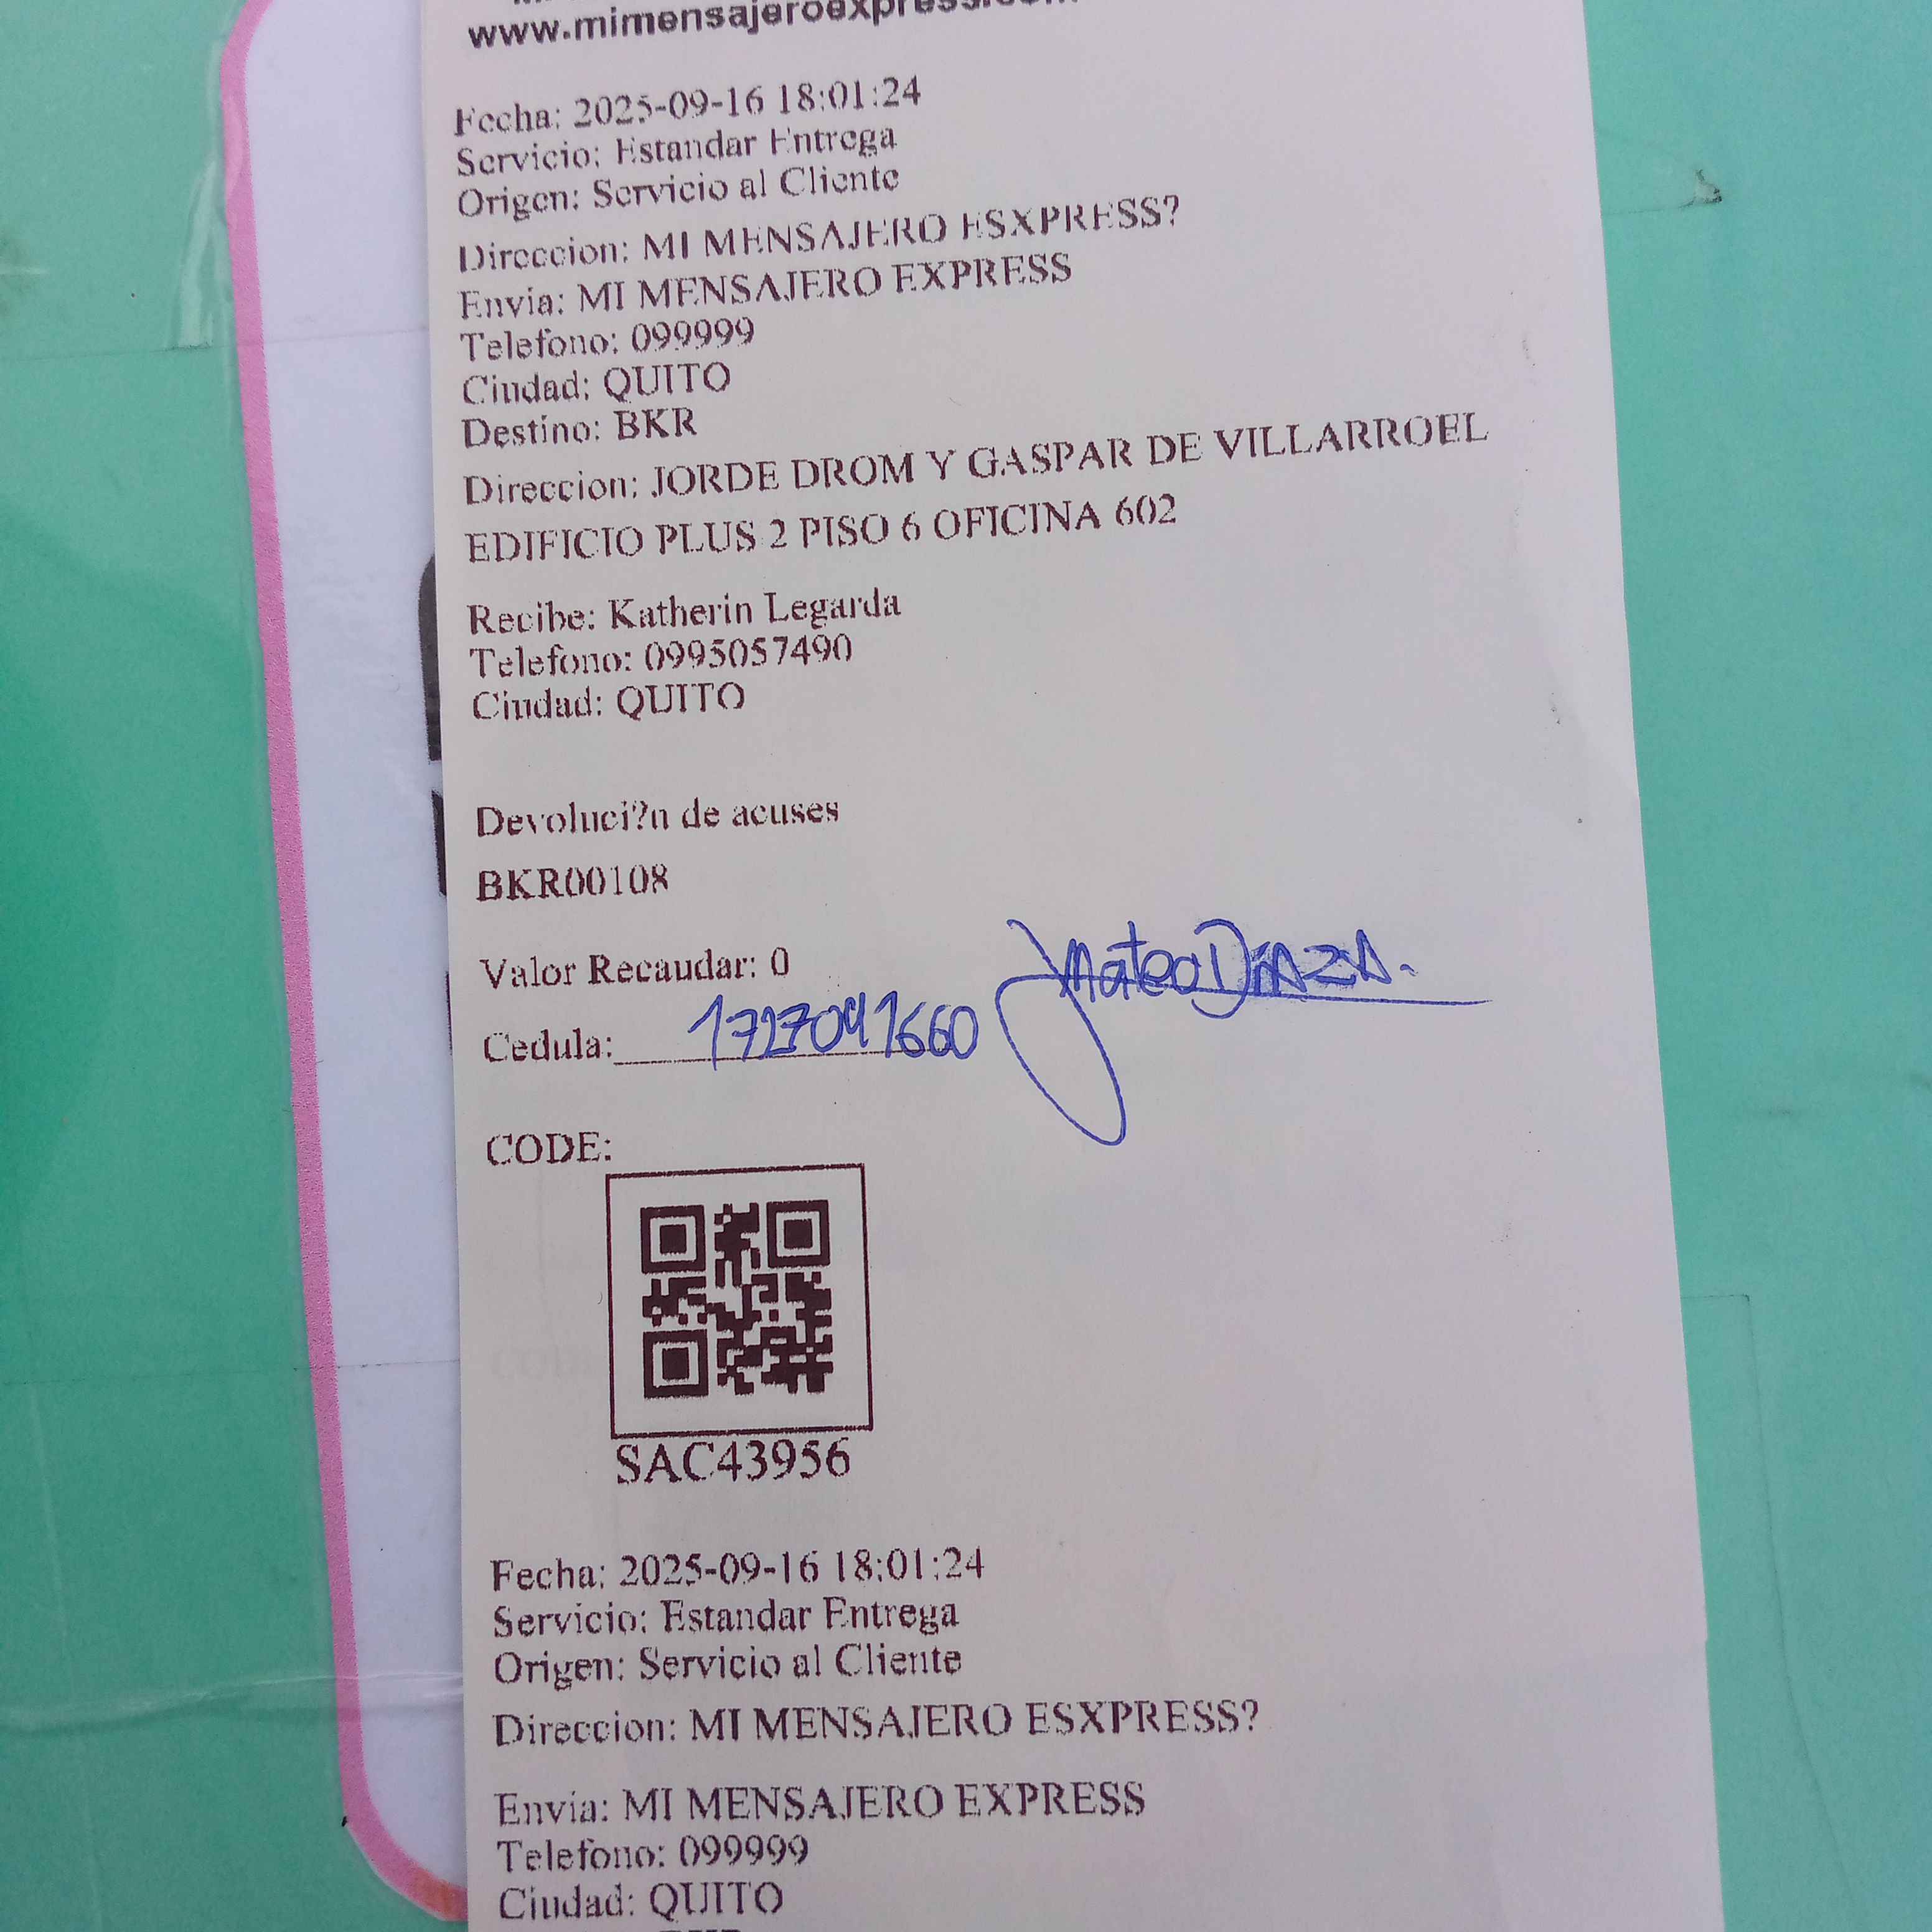 www.mimensajeroexpress.com
Fecha: 2025-09-16 18:01:24
Servicio: Estandar Entrega
Origen: Servicio al Cliente
Direccion: MI MENSAJERO ESXPRESS?
Envia: MI MENSAJERO EXPRESS
Telefono: 099999
Ciudad: QUITO
Destino: BKR
Direccion: JORDE DROM Y GASPAR DE VILLARROEL
EDIFICIO PLUS 2 PISO 6 OFICINA 602
Recibe: Katherin Legarda
Telefono: 0995057490
Ciudad: QUITO
Devoluci?n de acuses
BKR00108
Valor Recaudar: 0
Mateo Díaz A.
Cedula: 1727041660
CODE:
SAC43956
Fecha: 2025-09-16 18:01:24
Servicio: Estandar Entrega
Origen: Servicio al Cliente
Direccion: MI MENSAJERO ESXPRESS?
Envia: MI MENSAJERO EXPRESS
Telefono: 099999
Ciudad: QUITO